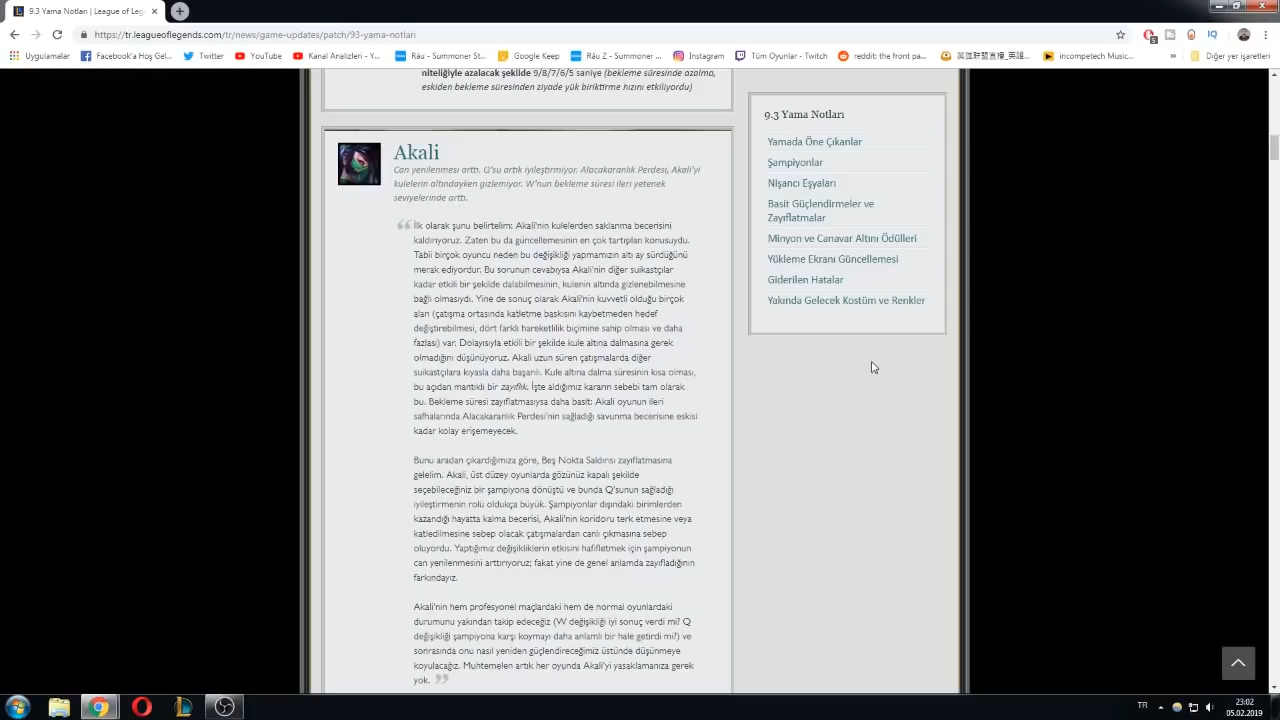 9.3 Yama Notları | League of Leg
https://tr.leagueoflegends.com/tr/news/game-updates/patch/93-yama-notlari
Uygulamalar
Facebook'a Hoş Gel...
Twitter
YouTube
Kanal Analizleri - Y...
Râu - Summoner St...
Google Keep
Râu Z - Summoner ...
Instagram
Tüm Oyunlar - Twitch
reddit: the front pa...
英雄联盟直播_英雄...
incompetech Music...
»
Diğer yer işaretleri
niteliğiyle azalacak şekilde 9/8/7/6/5 saniye (bekleme süresinde azalma,
eskiden bekleme süresinden ziyade yük biriktirme hızını etkiliyordu)
Akali
Can yenilenmesi arttı. Q'su artık iyileştirmiyor. Alacakaranlık Perdesi, Akali'yi
kulelerin altındayken gizlemiyor. W'nun bekleme süresi ileri yetenek
seviyelerinde arttı.
İlk olarak şunu belirtelim: Akali'nin kulelerden saklanma becerisini
kaldırıyoruz. Zaten bu da güncellemesinin en çok tartışılan konusuydu.
Tabii birçok oyuncu neden bu değişikliği yapmamızın altı ay sürdüğünü
merak ediyordur. Bu sorunun cevabıysa Akali'nin diğer suikastçılar
kadar etkili bir şekilde dalabilmesinin, kulenin altında gizlenebilmesine
bağlı olmasıydı. Yine de sonuç olarak Akali'nin kuvvetli olduğu birçok
alan (çatışma ortasında katletme baskısını kaybetmeden hedef
değiştirebilmesi, dört farklı hareketlilik biçimine sahip olması ve daha
fazlası) var. Dolayısıyla etkili bir şekilde kule altına dalmasına gerek
olmadığını düşünüyoruz. Akali uzun süren çatışmalarda diğer
suikastçılara kıyasla daha başarılı. Kule altına dalma süresinin kısa olması,
bu açıdan mantıklı bir zayıflık. İşte aldığımız kararın sebebi tam olarak
bu. Bekleme süresi zayıflatmasıysa daha basit: Akali oyunun ileri
safhalarında Alacakaranlık Perdesi'nin sağladığı savunma becerisine eskisi
kadar kolay erişemeyecek.
Bunu aradan çıkardığımıza göre, Beş Nokta Saldırısı zayıflatmasına
gelelim. Akali, üst düzey oyunlarda gözünüz kapalı şekilde
seçebileceğiniz bir şampiyona dönüştü ve bunda Q'sunun sağladığı
iyileştirmenin rolü oldukça büyük. Şampiyonlar dışındaki birimlerden
kazandığı hayatta kalma becerisi, Akali'nin koridoru terk etmesine veya
katledilmesine sebep olacak çatışmalardan canlı çıkmasına sebep
oluyordu. Yaptığımız değişikliklerin etkisini hafifletmek için şampiyonun
can yenilenmesini arttırıyoruz; fakat yine de genel anlamda zayıfladığının
farkındayız.
Akali'nin hem profesyonel maçlardaki hem de normal oyunlardaki
durumunu yakından takip edeceğiz (W değişikliği iyi sonuç verdi mi? Q
değişikliği şampiyona karşı koymayı daha anlamlı bir hale getirdi mi?) ve
sonrasında onu nasıl yeniden güçlendireceğimiz üstünde düşünmeye
koyulacağız. Muhtemelen artık her oyunda Akali'yi yasaklamanıza gerek
yok.
9.3 Yama Notları
Yamada Öne Çıkanlar
Şampiyonlar
Nişancı Eşyaları
Basit Güçlendirmeler ve
Zayıflatmalar
Minyon ve Canavar Altını Ödülleri
Yükleme Ekranı Güncellemesi
Giderilen Hatalar
Yakında Gelecek Kostüm ve Renkler
TR
23:02
05.02.2019